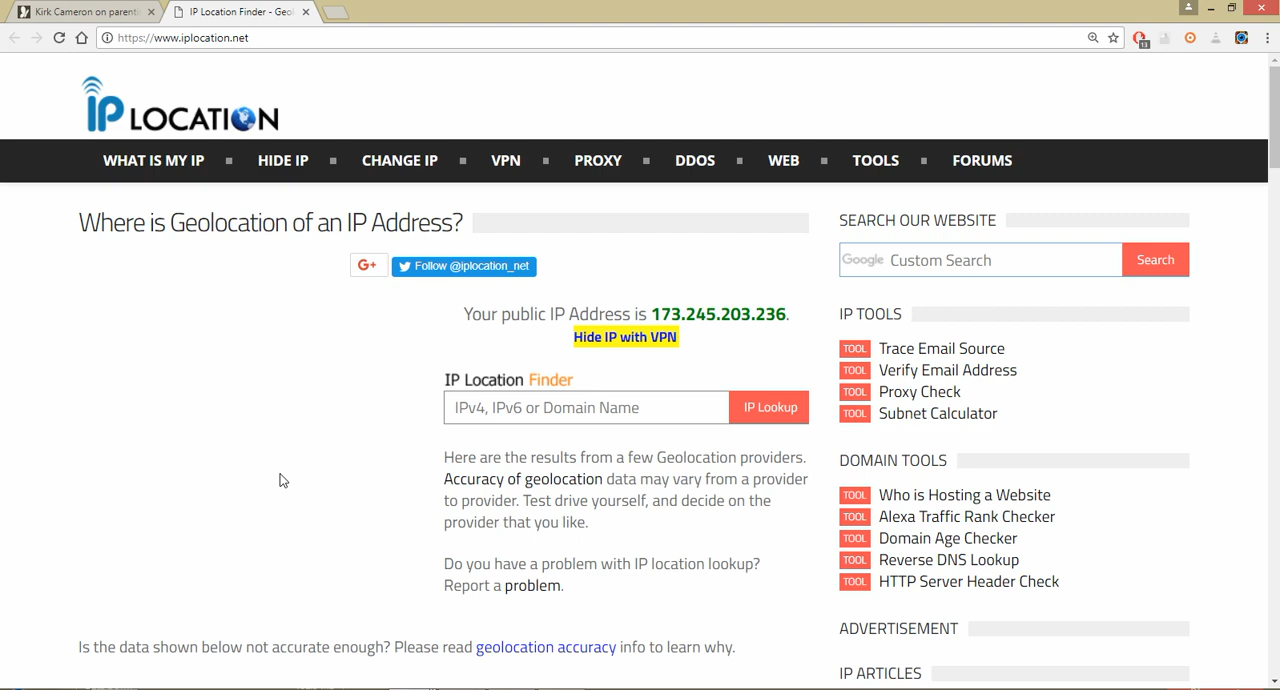 Kirk Cameron on parenti
IP Location Finder - Geol
https://www.iplocation.net
13
IP LOCATION
WHAT IS MY IP
HIDE IP
CHANGE IP
VPN
PROXY
DDOS
WEB
TOOLS
FORUMS
Where is Geolocation of an IP Address?
G+
Follow @iplocation_net
Your public IP Address is 173.245.203.236.
Hide IP with VPN
IP Location Finder
IPv4, IPv6 or Domain Name
IP Lookup
Here are the results from a few Geolocation providers.
Accuracy of geolocation data may vary from a provider
to provider. Test drive yourself, and decide on the
provider that you like.
Do you have a problem with IP location lookup?
Report a problem.
Is the data shown below not accurate enough? Please read geolocation accuracy info to learn why.
SEARCH OUR WEBSITE
Google Custom Search
Search
IP TOOLS
TOOL Trace Email Source
TOOL Verify Email Address
TOOL Proxy Check
TOOL Subnet Calculator
DOMAIN TOOLS
TOOL Who is Hosting a Website
TOOL Alexa Traffic Rank Checker
TOOL Domain Age Checker
TOOL Reverse DNS Lookup
TOOL HTTP Server Header Check
ADVERTISEMENT
IP ARTICLES